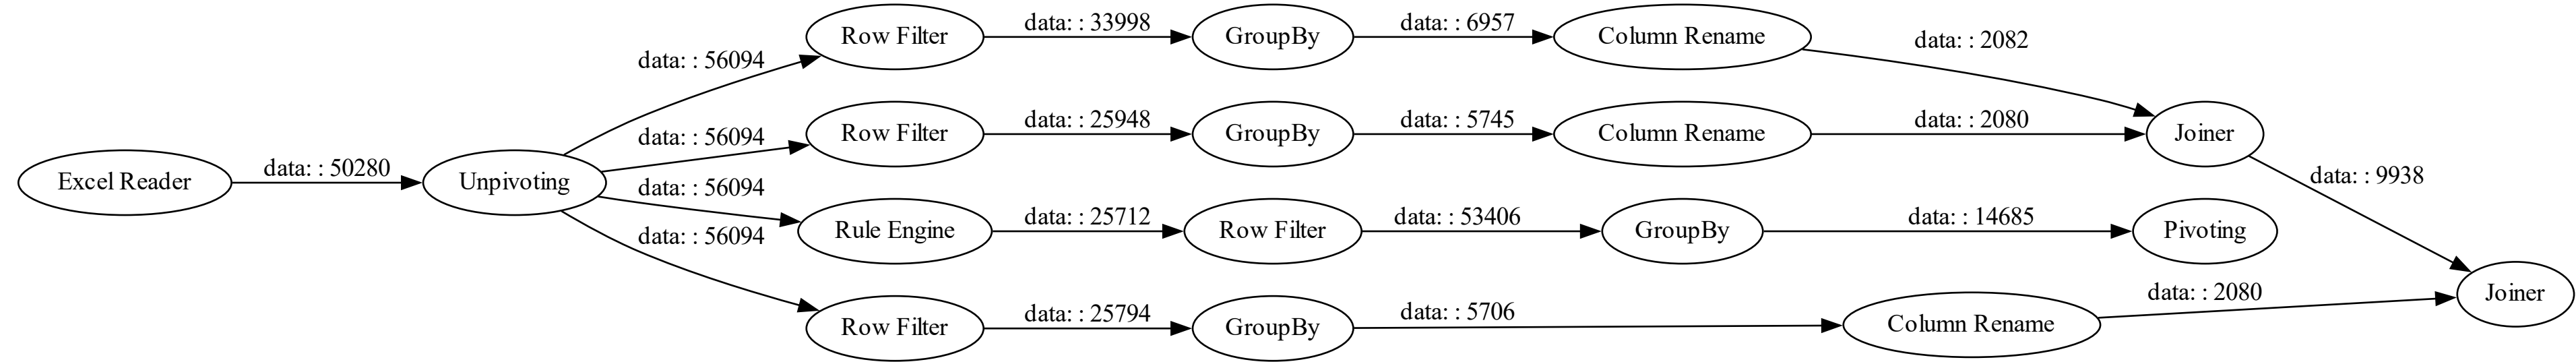 Excel Reader
data: : 50280
Unpivoting
data: : 56094
Row Filter
data: : 33998
GroupBy
data: : 6957
Column Rename
data: : 2082
data: : 56094
Row Filter
data: : 25948
GroupBy
data: : 5745
Column Rename
data: : 2080
Joiner
data: : 56094
Rule Engine
data: : 25712
Row Filter
data: : 53406
GroupBy
data: : 14685
Pivoting
data: : 9938
data: : 56094
Row Filter
data: : 25794
GroupBy
data: : 5706
Column Rename
data: : 2080
Joiner